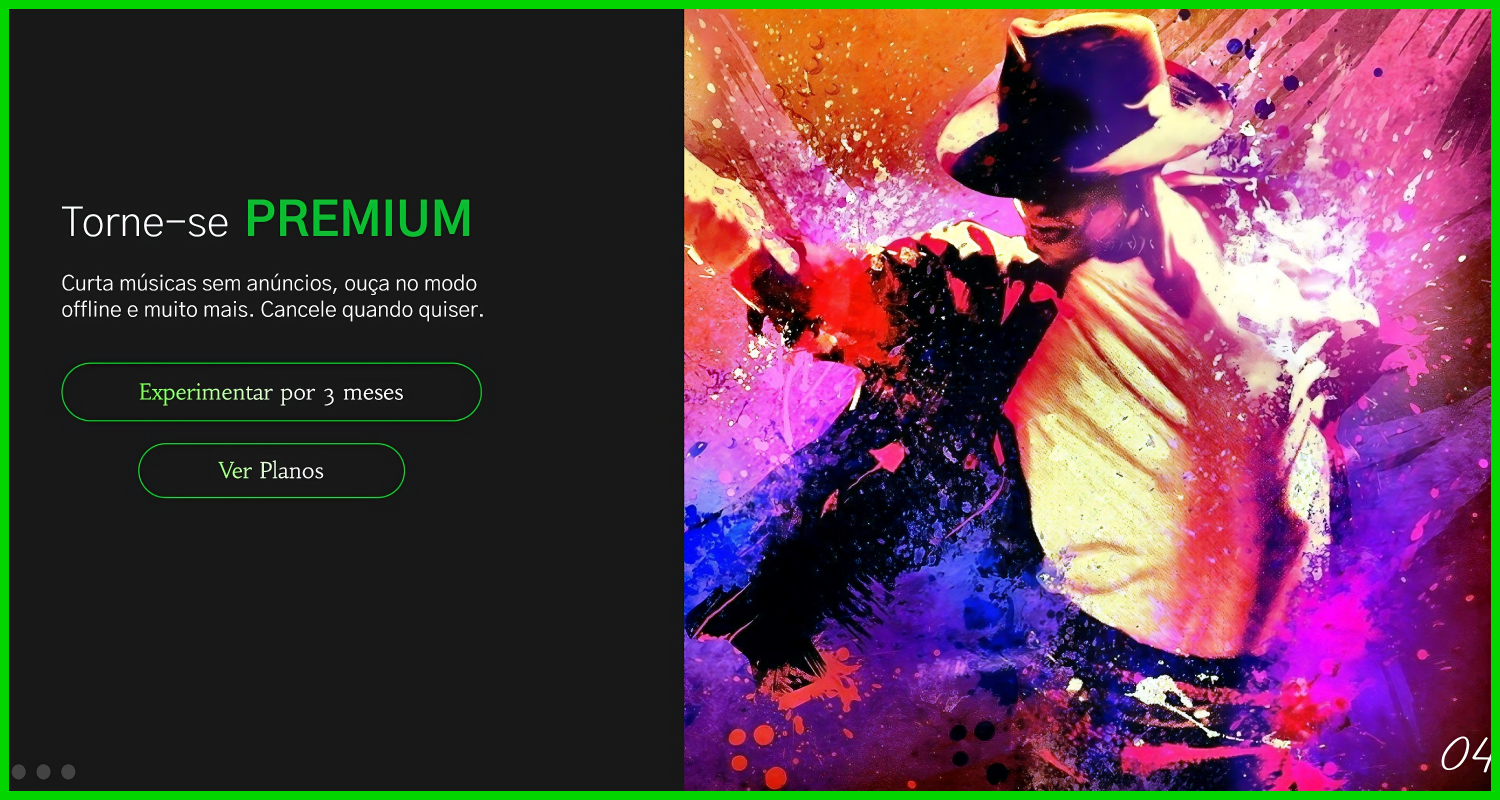 Torne-se PREMIUM
Curta músicas sem anúncios, ouça no modo
offline e muito mais. Cancele quando quiser.
Experimentar por 3 meses
Ver Planos
04